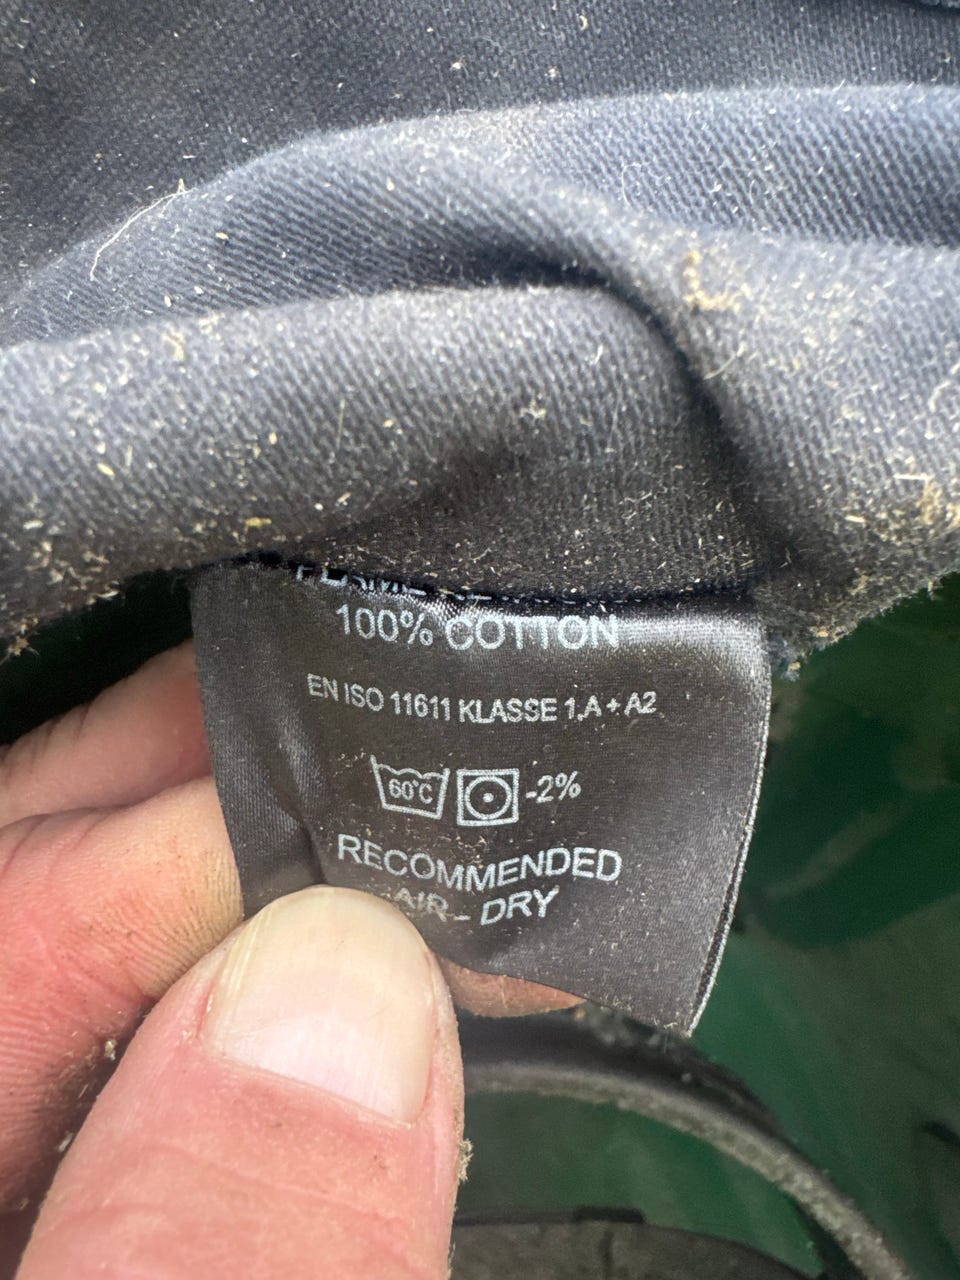 100% COTTON
EN ISO 11611 KLASSE 1,A + A2
60°C -2%
RECOMMENDED
AIR - DRY